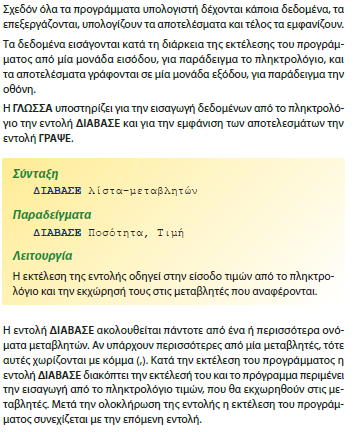 Σχεδόν όλα τα προγράμματα υπολογιστή δέχονται κάποια δεδομένα, τα
επεξεργάζονται, υπολογίζουν τα αποτελέσματα και τέλος τα εμφανίζουν.
Τα δεδομένα εισάγονται κατά τη διάρκεια της εκτέλεσης του προγράμ-
ματος από μία μονάδα εισόδου, για παράδειγμα το πληκτρολόγιο, και
τα αποτελέσματα γράφονται σε μία μονάδα εξόδου, για παράδειγμα την
οθόνη.
Η ΓΛΩΣΣΑ υποστηρίζει για την εισαγωγή δεδομένων από το πληκτρολό-
γιο την εντολή ΔΙΑΒΑΣΕ και για την εμφάνιση των αποτελεσμάτων την
εντολή ΓΡΑΨΕ.
Σύνταξη
ΔΙΑΒΑΣΕ λίστα-μεταβλητών
Παραδείγματα
ΔΙΑΒΑΣΕ Ποσότητα, Τιμή
Λειτουργία
Η εκτέλεση της εντολής οδηγεί στην είσοδο τιμών από το πληκτρο-
λόγιο και την εκχώρησή τους στις μεταβλητές που αναφέρονται.
Η εντολή ΔΙΑΒΑΣΕ ακολουθείται πάντοτε από ένα ή περισσότερα ονό-
ματα μεταβλητών. Αν υπάρχουν περισσότερες από μία μεταβλητές, τότε
αυτές χωρίζονται με κόμμα (,). Κατά την εκτέλεση του προγράμματος η
εντολή ΔΙΑΒΑΣΕ διακόπτει την εκτέλεσή του και το πρόγραμμα περιμένει
την εισαγωγή από το πληκτρολόγιο τιμών, που θα εκχωρηθούν στις με-
ταβλητές. Μετά την ολοκλήρωση της εντολής η εκτέλεση του προγράμ-
ματος συνεχίζεται με την επόμενη εντολή.